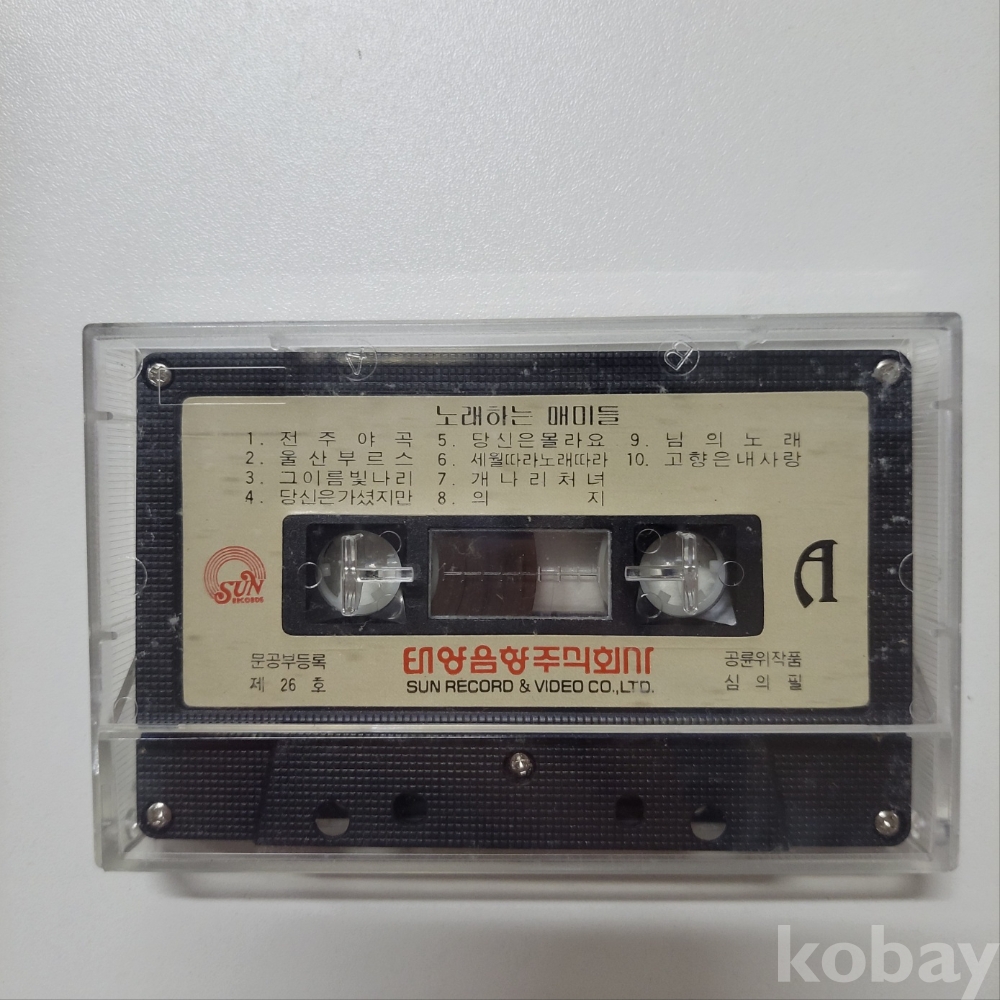 노래하는 매미들
1. 전주야곡 5. 당신은몰라요 9. 님의노래
2. 울산부르스 6. 세월따라노래따라 10. 고향은내사랑
3. 그이름빛나리 7. 개나리처녀
4. 당신은가셨지만 8. 의지
SUN
RECORDS
A
문공부등록
제 26 호
태양음향주식회사
SUN RECORD & VIDEO CO.,LTD.
공륜위작품
심의필
kobay